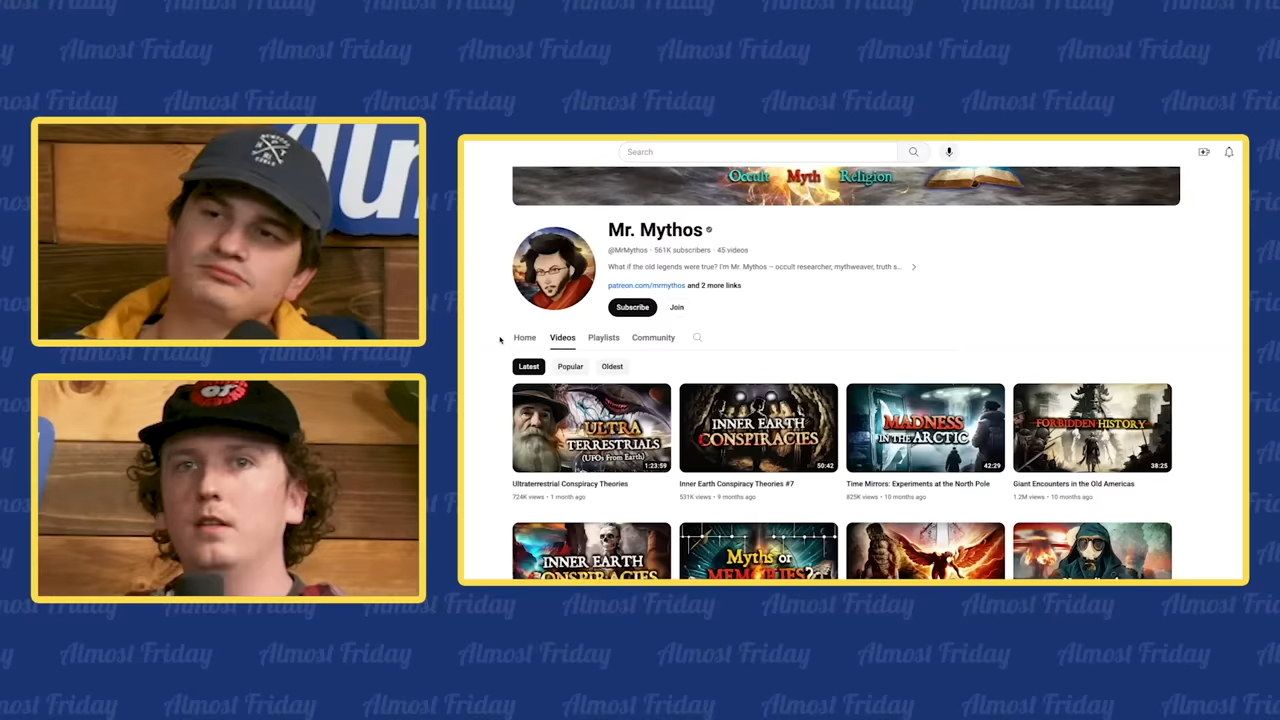 Almost Friday
Search
Occult Myth Religion
Mr. Mythos
@MrMythos · 561K subscribers · 45 videos
What if the old legends were true? I'm Mr. Mythos – occult researcher, mythweaver, truth s...
patreon.com/mrmythos and 2 more links
Subscribe Join
Home Videos Playlists Community
Latest Popular Oldest
ULTRA TERRESTRIALS (UFOs From Earth) 1:23:59
INNER EARTH CONSPIRACIES 50:42
MADNESS IN THE ARCTIC 42:29
FORBIDDEN HISTORY 38:25
Ultraterrestrial Conspiracy Theories
724K views · 1 month ago
Inner Earth Conspiracy Theories #7
531K views · 9 months ago
Time Mirrors: Experiments at the North Pole
825K views · 10 months ago
Giant Encounters in the Old Americas
1.2M views · 10 months ago
INNER EARTH CONSPIRACIES
Myths or MEMORIES?